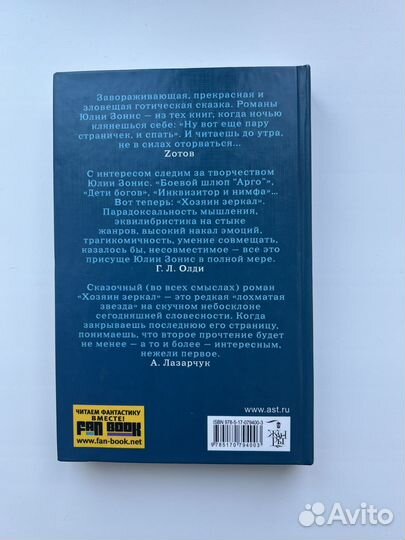 Завораживающая, прекрасная и
зловещая готическая сказка. Романы
Юлии Зонис — из тех книг, когда ночью
клянешься себе: «Ну вот еще пару
страничек, и спать». И читаешь до утра,
не в силах оторваться...
Zотов
С интересом следим за творчеством
Юлии Зонис. «Боевой шлюп "Арго"»,
«Дети богов», «Инквизитор и нимфа»...
Вот теперь: «Хозяин зеркал».
Парадоксальность мышления,
эквилибристика на стыке
жанров, высокий накал эмоций,
трагикомичность, умение совмещать,
казалось бы, несовместимое — все это
присуще Юлии Зонис в полной мере.
Г. Л. Олди
Сказочный (во всех смыслах) роман
«Хозяин зеркал» — это редкая «лохматая
звезда» на скучном небосклоне
сегодняшней словесности. Когда
закрываешь последнюю его страницу,
понимаешь, что второе прочтение будет
не менее — а то и более — интересным,
нежели первое.
А. Лазарчук
ЧИТАЕМ ФАНТАСТИКУ
ВМЕСТЕ!
FAN BOOK
www.fan-book.net
www.ast.ru
ISBN 978-5-17-079400-3
9 785170 794003
Avito